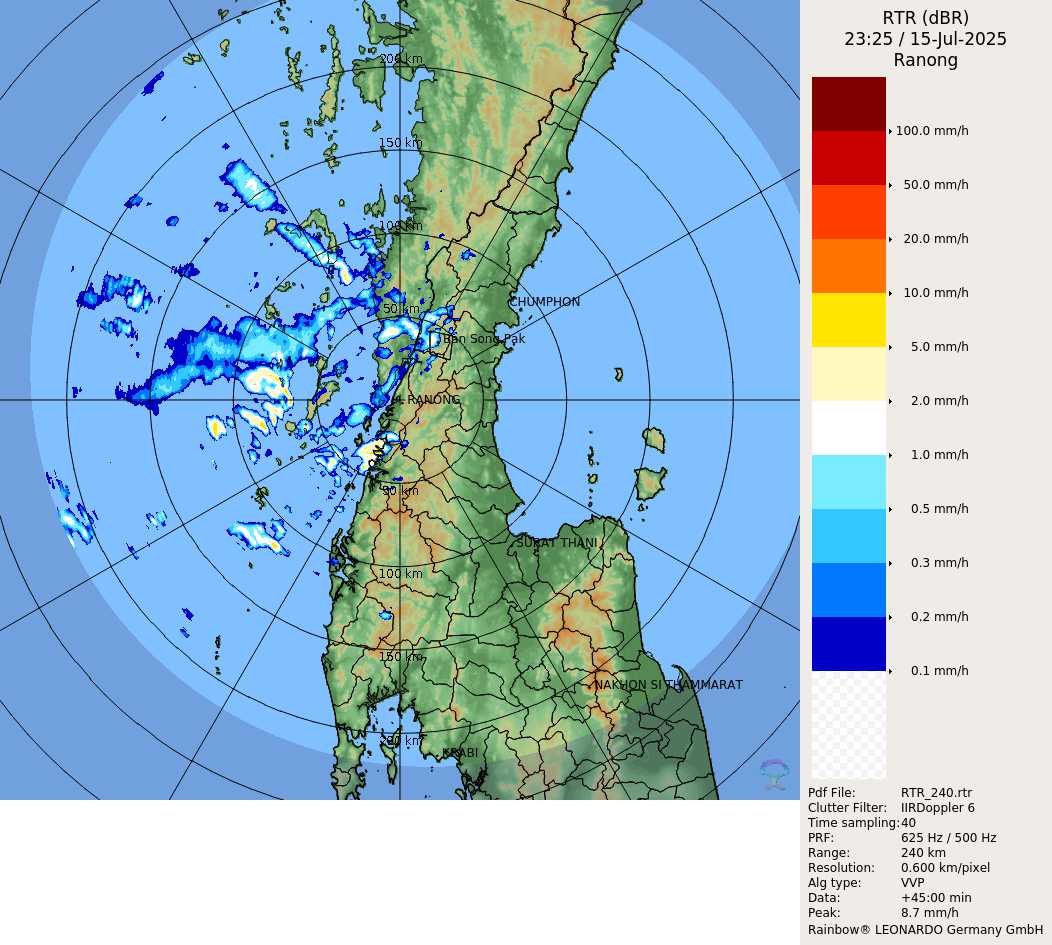 RTR (dBR)
23:25 / 15-Jul-2025
Ranong
200 km
150 km
100 km
50 km
CHUMPHON
Ban Song Pak
RANONG
50 km
SURAT THANI
100 km
150 km
NAKHON SI THAMMARAT
200 km
KRABI
100.0 mm/h
50.0 mm/h
20.0 mm/h
10.0 mm/h
5.0 mm/h
2.0 mm/h
1.0 mm/h
0.5 mm/h
0.3 mm/h
0.2 mm/h
0.1 mm/h
Pdf File: RTR_240.rtr
Clutter Filter: IIRDoppler 6
Time sampling: 40
PRF: 625 Hz / 500 Hz
Range: 240 km
Resolution: 0.600 km/pixel
Alg type: VVP
Data: +45:00 min
Peak: 8.7 mm/h
Rainbow® LEONARDO Germany GmbH